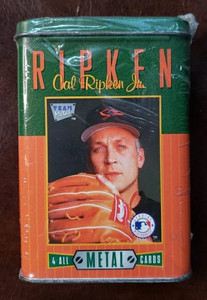 RIPKEN
Cal Ripken Jr.
TEAM
4 ALL METAL CARDS